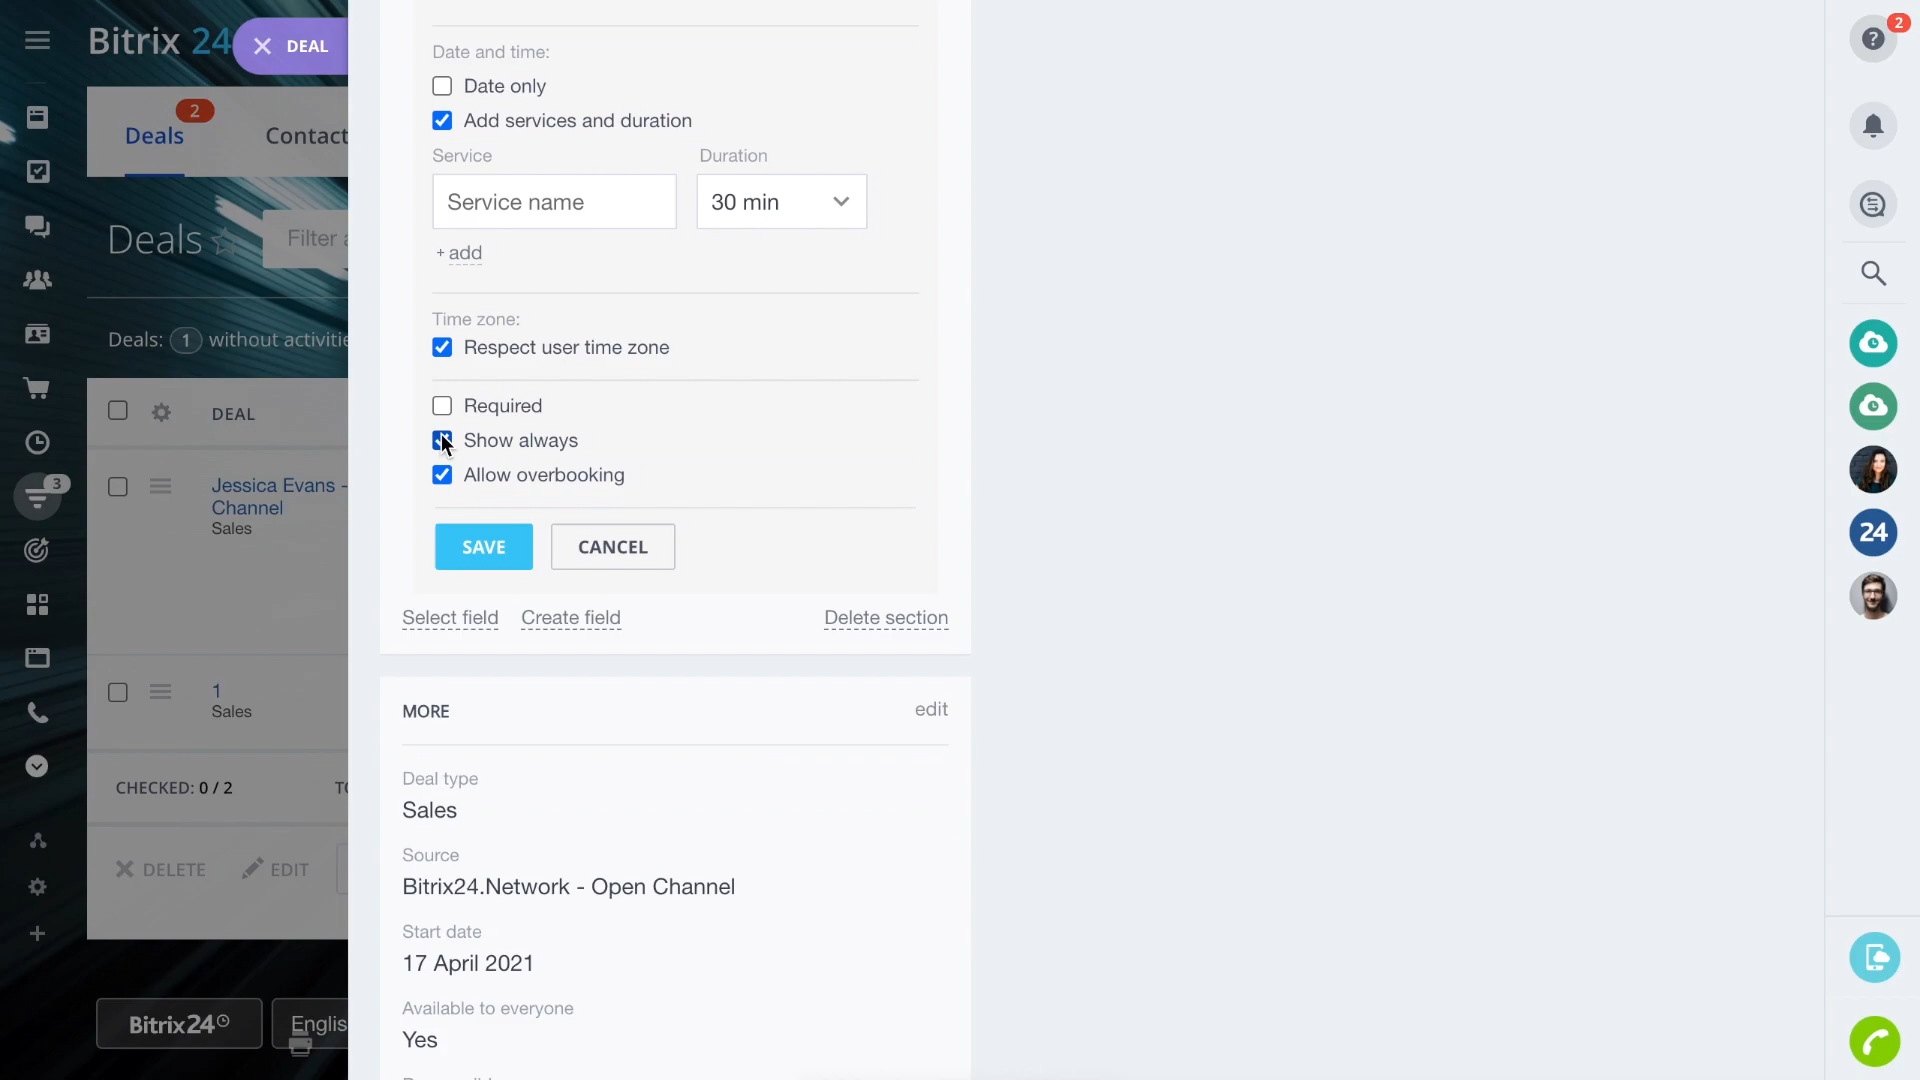 Bitrix 24
DEAL
2
Deals
Contact
2
Deals
Filter a
Deals: 1 without activitie
DEAL
Jessica Evans -
Channel
Sales
3
1
Sales
CHECKED: 0 / 2
TO
DELETE
EDIT
Bitrix24
Englis
Date and time:
Date only
Add services and duration
Service
Duration
Service name
30 min
+ add
Time zone:
Respect user time zone
Required
Show always
Allow overbooking
SAVE
CANCEL
Select field
Create field
Delete section
MORE
edit
Deal type
Sales
Source
Bitrix24.Network - Open Channel
Start date
17 April 2021
Available to everyone
Yes
24